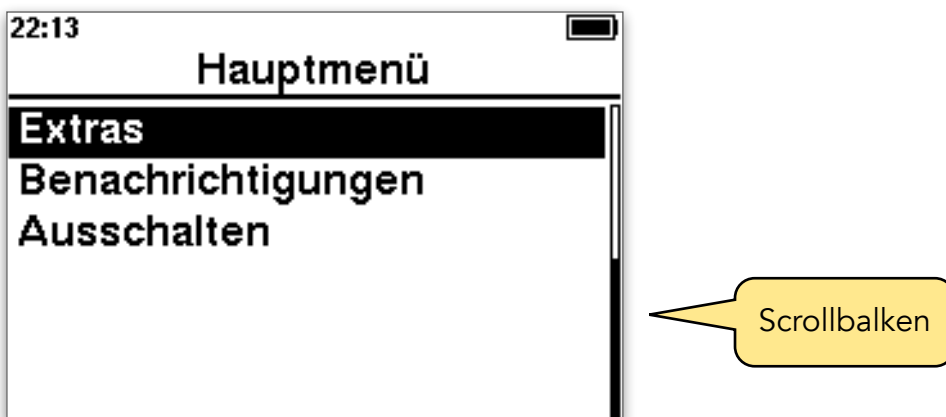 22:13
Hauptmenü
Extras
Benachrichtigungen
Ausschalten
Scrollbalken